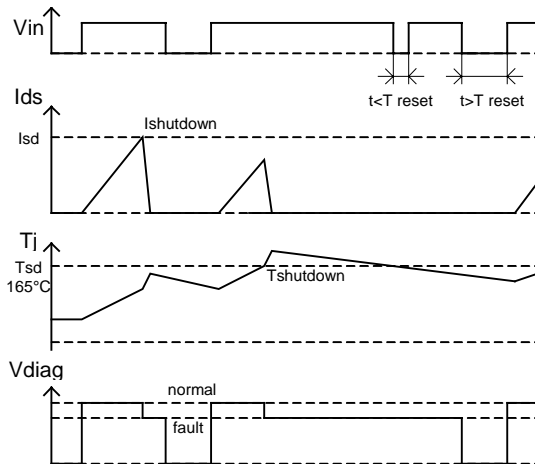 Vin
t<T reset
t>T reset
Ids
Ishutdown
Isd
Tj
Tsd
165°C
Tshutdown
Vdiag
normal
fault